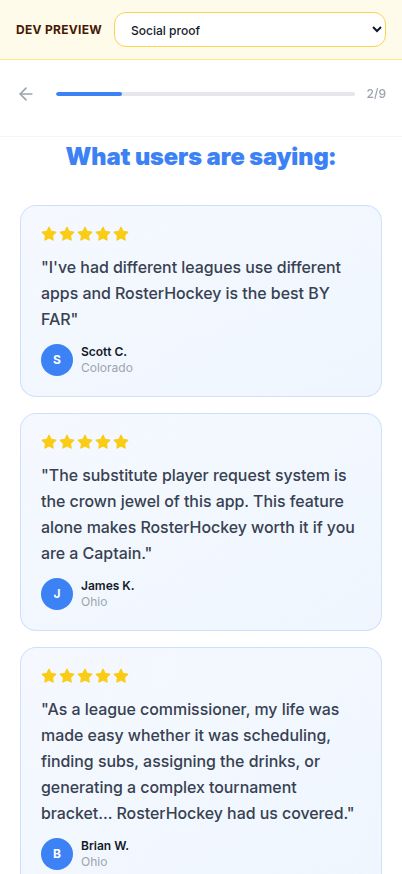 DEV PREVIEW
Social proof
2/9
What users are saying:
"I've had different leagues use different
apps and RosterHockey is the best BY
FAR"
S
Scott C.
Colorado
"The substitute player request system is
the crown jewel of this app. This feature
alone makes RosterHockey worth it if you
are a Captain."
J
James K.
Ohio
"As a league commissioner, my life was
made easy whether it was scheduling,
finding subs, assigning the drinks, or
generating a complex tournament
bracket... RosterHockey had us covered."
B
Brian W.
Ohio